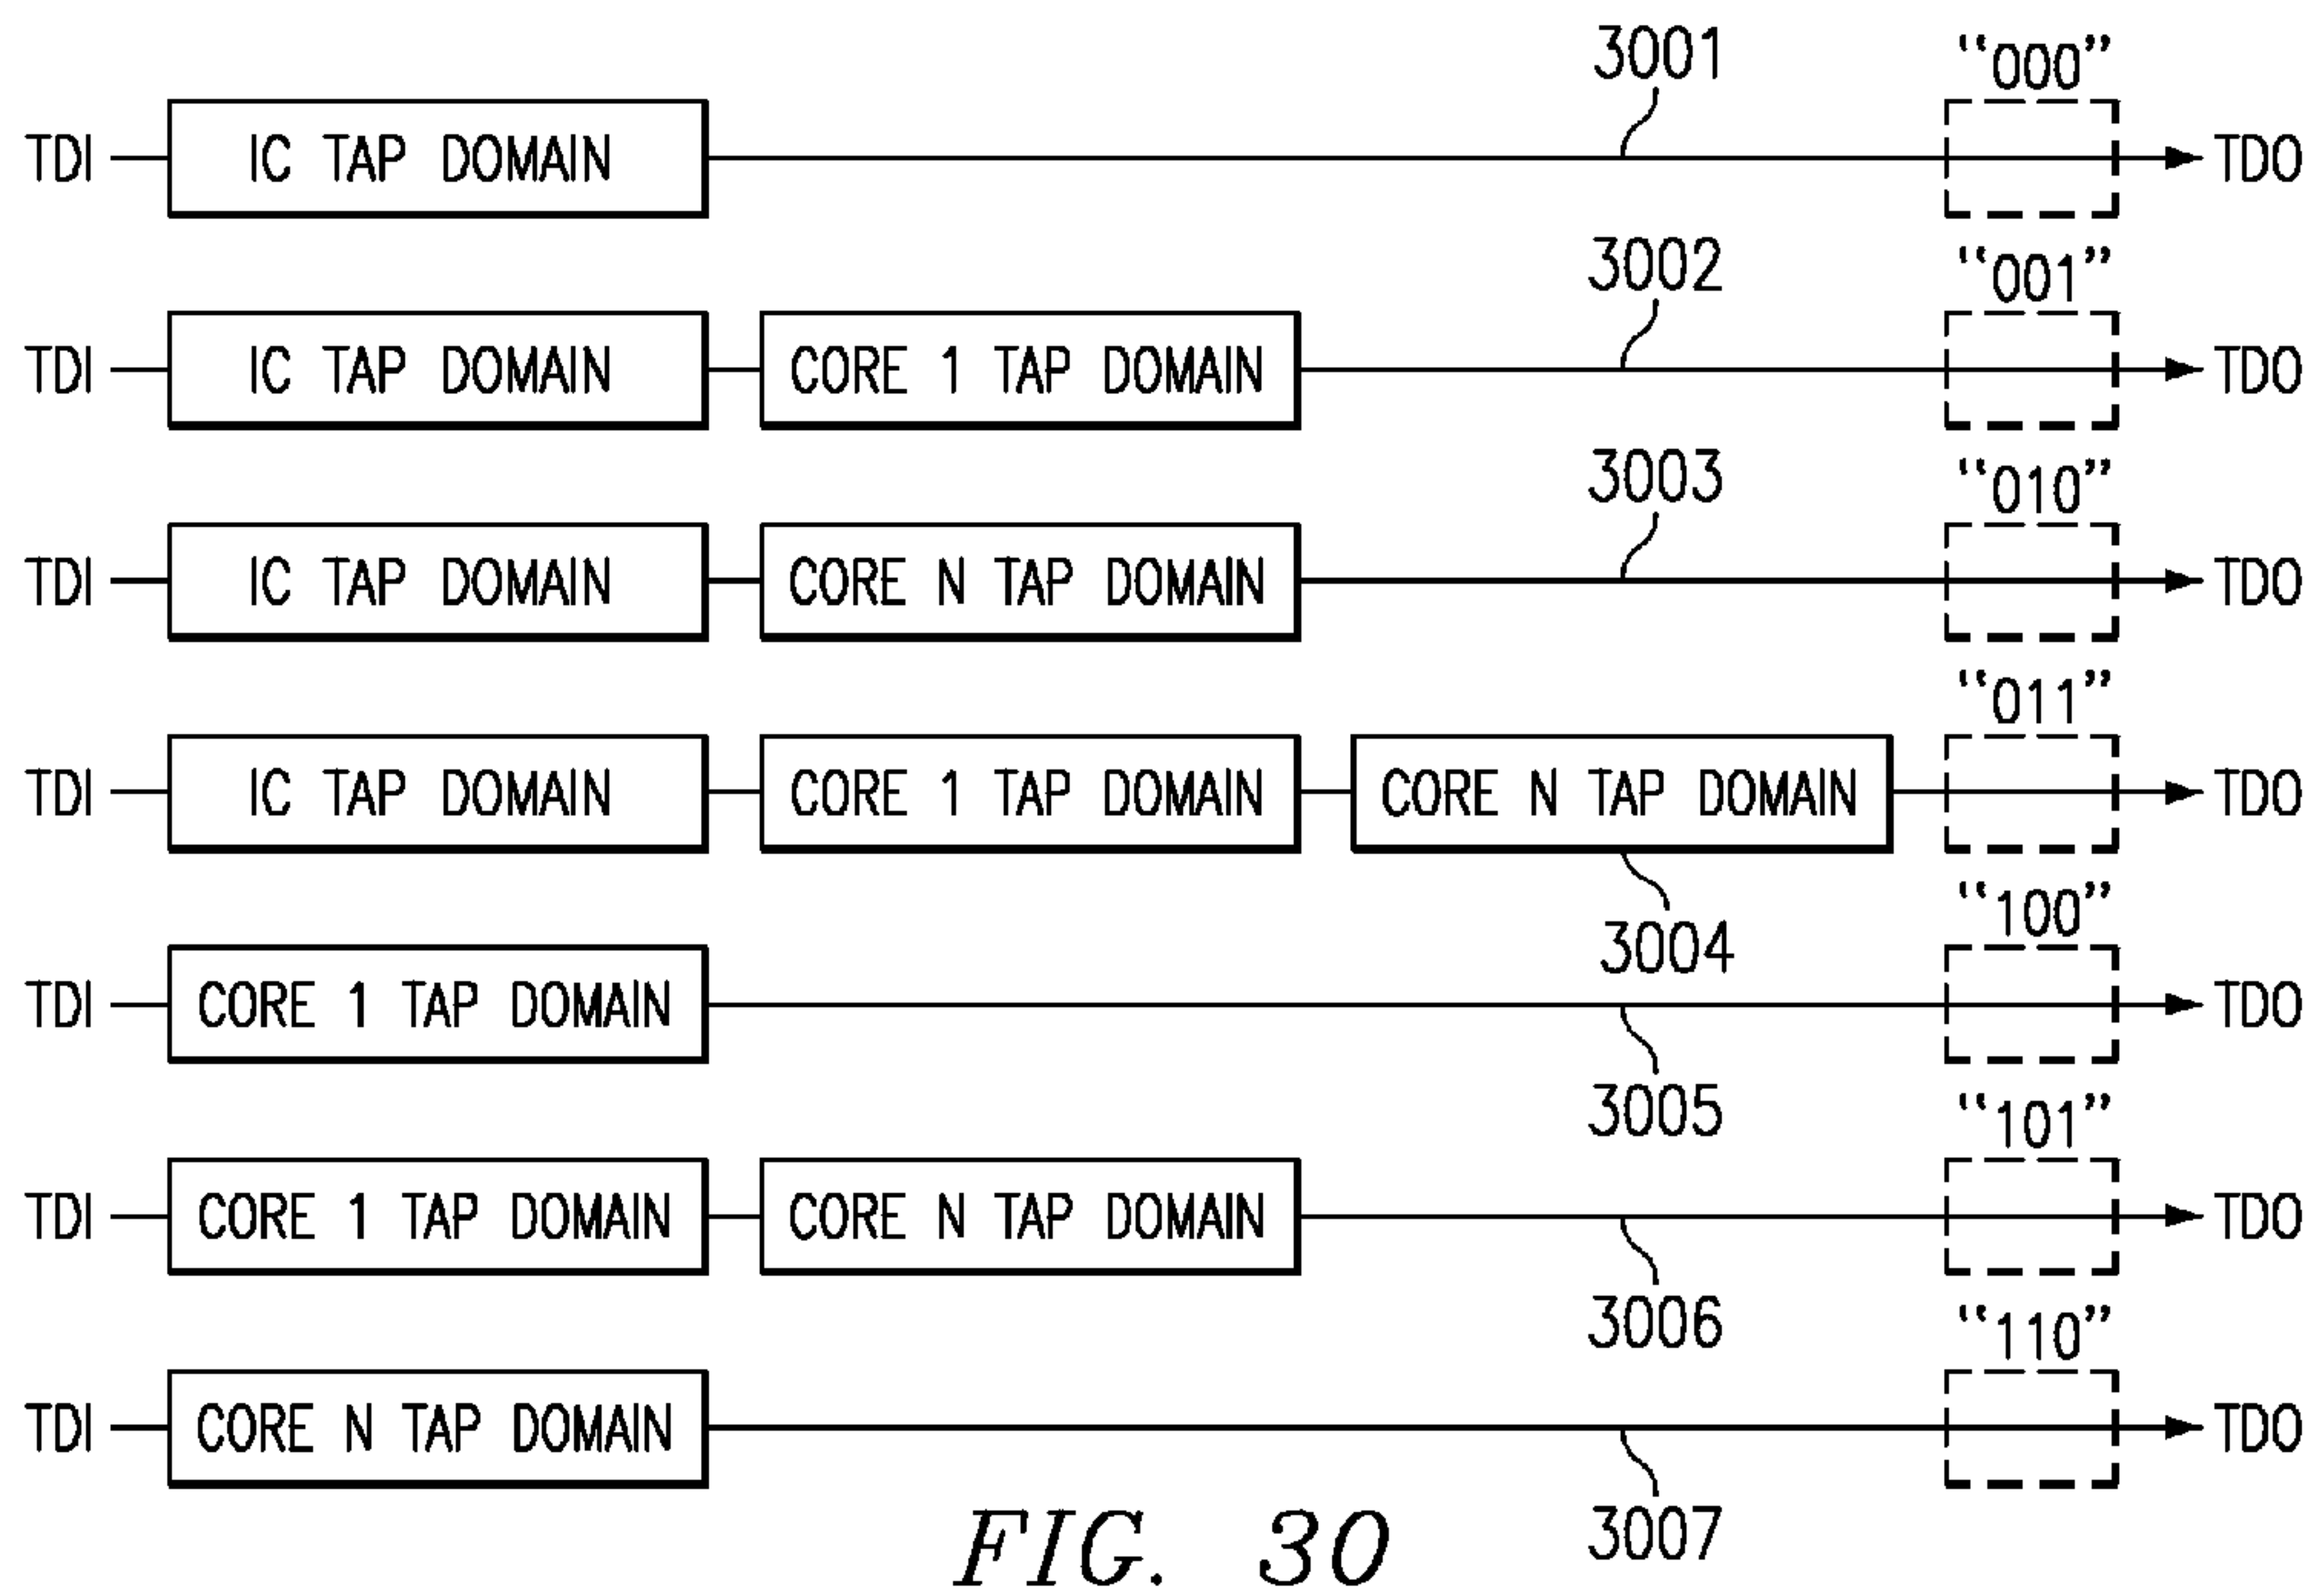 3001 “000”
TDI IC TAP DOMAIN TDO
3002 “001”
TDI IC TAP DOMAIN CORE 1 TAP DOMAIN TDO
3003 “010”
TDI IC TAP DOMAIN CORE N TAP DOMAIN TDO
“011”
TDI IC TAP DOMAIN CORE 1 TAP DOMAIN CORE N TAP DOMAIN TDO
3004 “100”
TDI CORE 1 TAP DOMAIN TDO
3005 “101”
TDI CORE 1 TAP DOMAIN CORE N TAP DOMAIN TDO
3006 “110”
TDI CORE N TAP DOMAIN TDO
3007
FIG. 30